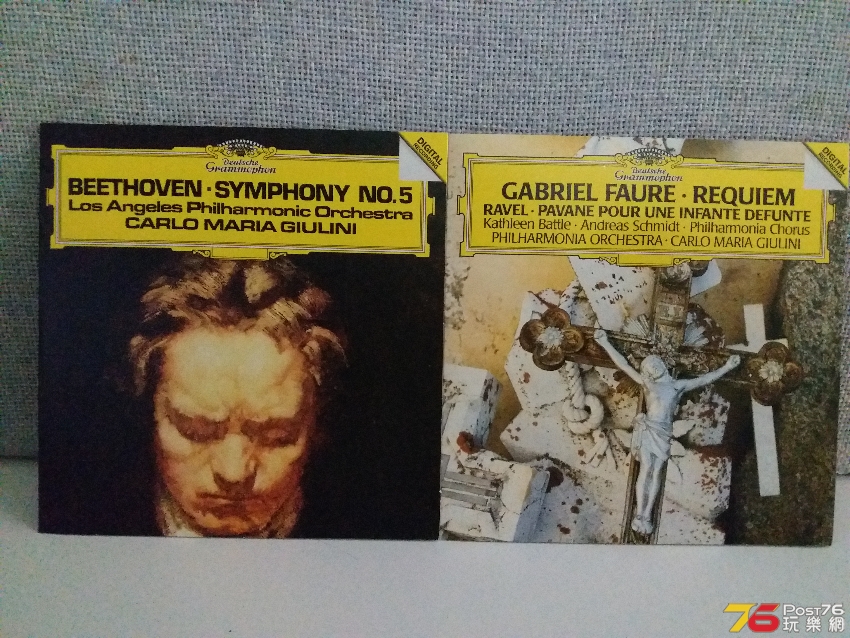 Deutsche
Grammophon
DIGITAL
RECORDING
BEETHOVEN · SYMPHONY NO. 5
Los Angeles Philharmonic Orchestra
CARLO MARIA GIULINI
Deutsche
Grammophon
DIGITAL
RECORDING
GABRIEL FAURE · REQUIEM
RAVEL · PAVANE POUR UNE INFANTE DEFUNTE
Kathleen Battle · Andreas Schmidt · Philharmonia Chorus
PHILHARMONIA ORCHESTRA · CARLO MARIA GIULINI
76 POST76
玩樂網